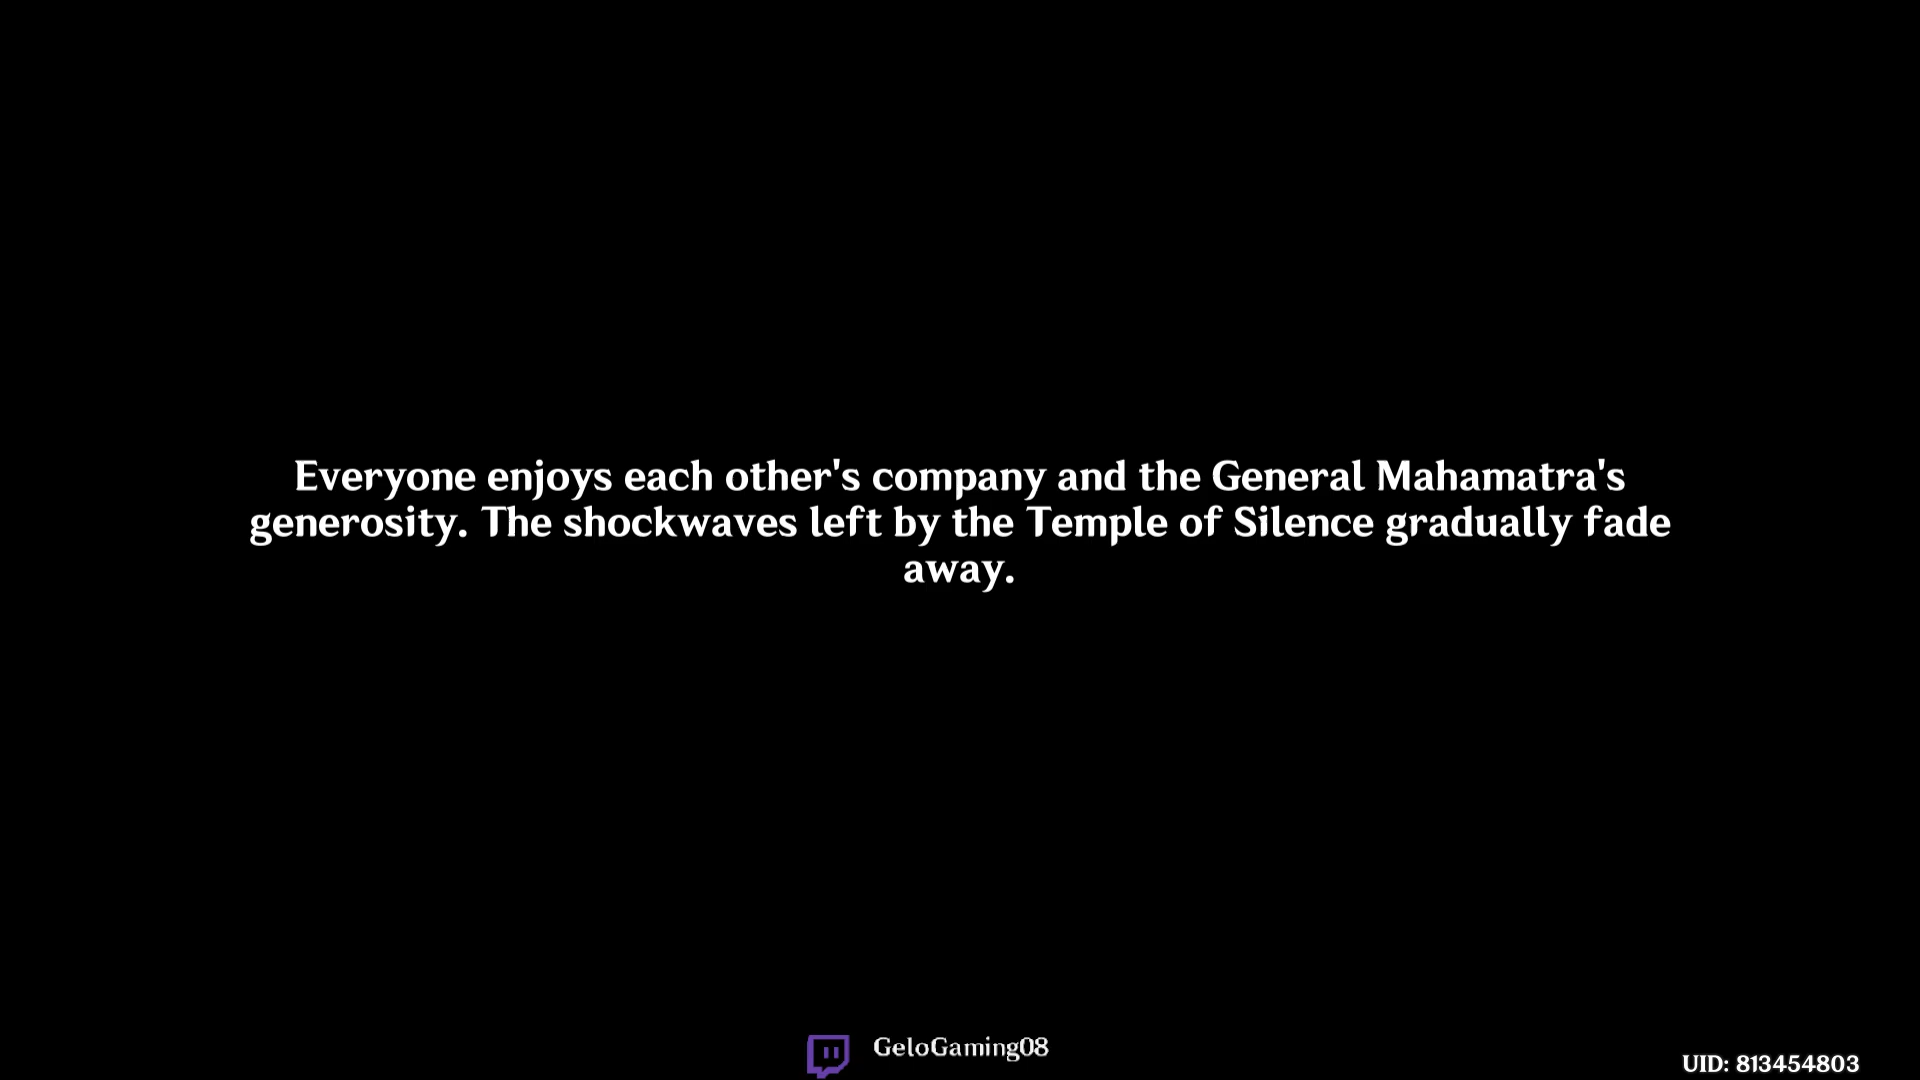 Everyone enjoys each other's company and the General Mahamatra's
generosity. The shockwaves left by the Temple of Silence gradually fade
away.
GeloGaming08
UID: 813454803